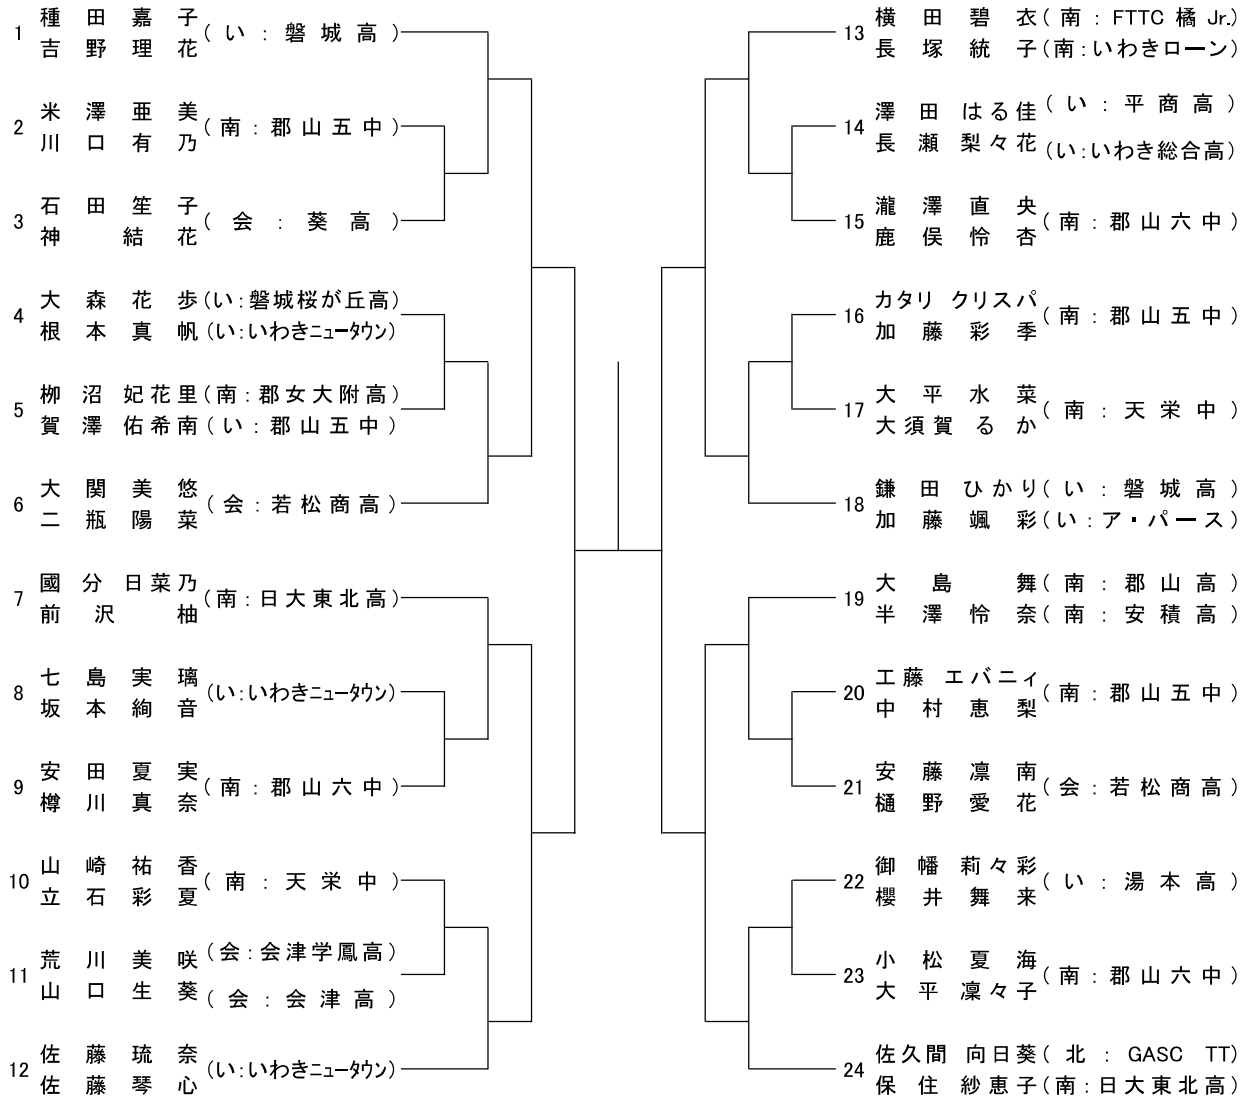 1 種田嘉子 (い:磐城高)
吉野理花
2 米澤亜美 (南:郡山五中)
川口有乃
3 石田笙子 (会:葵高)
神結花
4 大森花歩 (い:磐城桜が丘高)
根本真帆 (い:いわきニュータウン)
5 栁沼妃花里 (南:郡女大附高)
賀澤佑希南 (い:郡山五中)
6 大関美悠 (会:若松商高)
二瓶陽菜
7 國分日菜乃 (南:日大東北高)
前沢柚
8 七島実璃 (い:いわきニュータウン)
坂本絢音
9 安田夏実 (南:郡山六中)
樽川真奈
10 山崎祐香 (南:天栄中)
立石彩夏
11 荒川美咲 (会:会津学鳳高)
山口生葵 (会:会津高)
12 佐藤琉奈 (い:いわきニュータウン)
佐藤琴心
13 横田碧衣 (南:FTTC 橘 Jr.)
長塚統子 (南:いわきローン)
14 澤田はる佳 (い:平商高)
長瀬梨々花 (い:いわき総合高)
15 瀧澤直央 (南:郡山六中)
鹿俣怜杏
16 カタリ クリスパ (南:郡山五中)
加藤彩季
17 大平水菜 (南:天栄中)
大須賀るか
18 鎌田ひかり (い:磐城高)
加藤颯彩 (い:ア・パース)
19 大島舞 (南:郡山高)
半澤怜奈 (南:安積高)
20 工藤 エバニィ (南:郡山五中)
中村恵梨
21 安藤凛南 (会:若松商高)
樋野愛花
22 御幡莉々彩 (い:湯本高)
櫻井舞来
23 小松夏海 (南:郡山六中)
大平凜々子
24 佐久間 向日葵 (北:GASC TT)
保住紗恵子 (南:日大東北高)